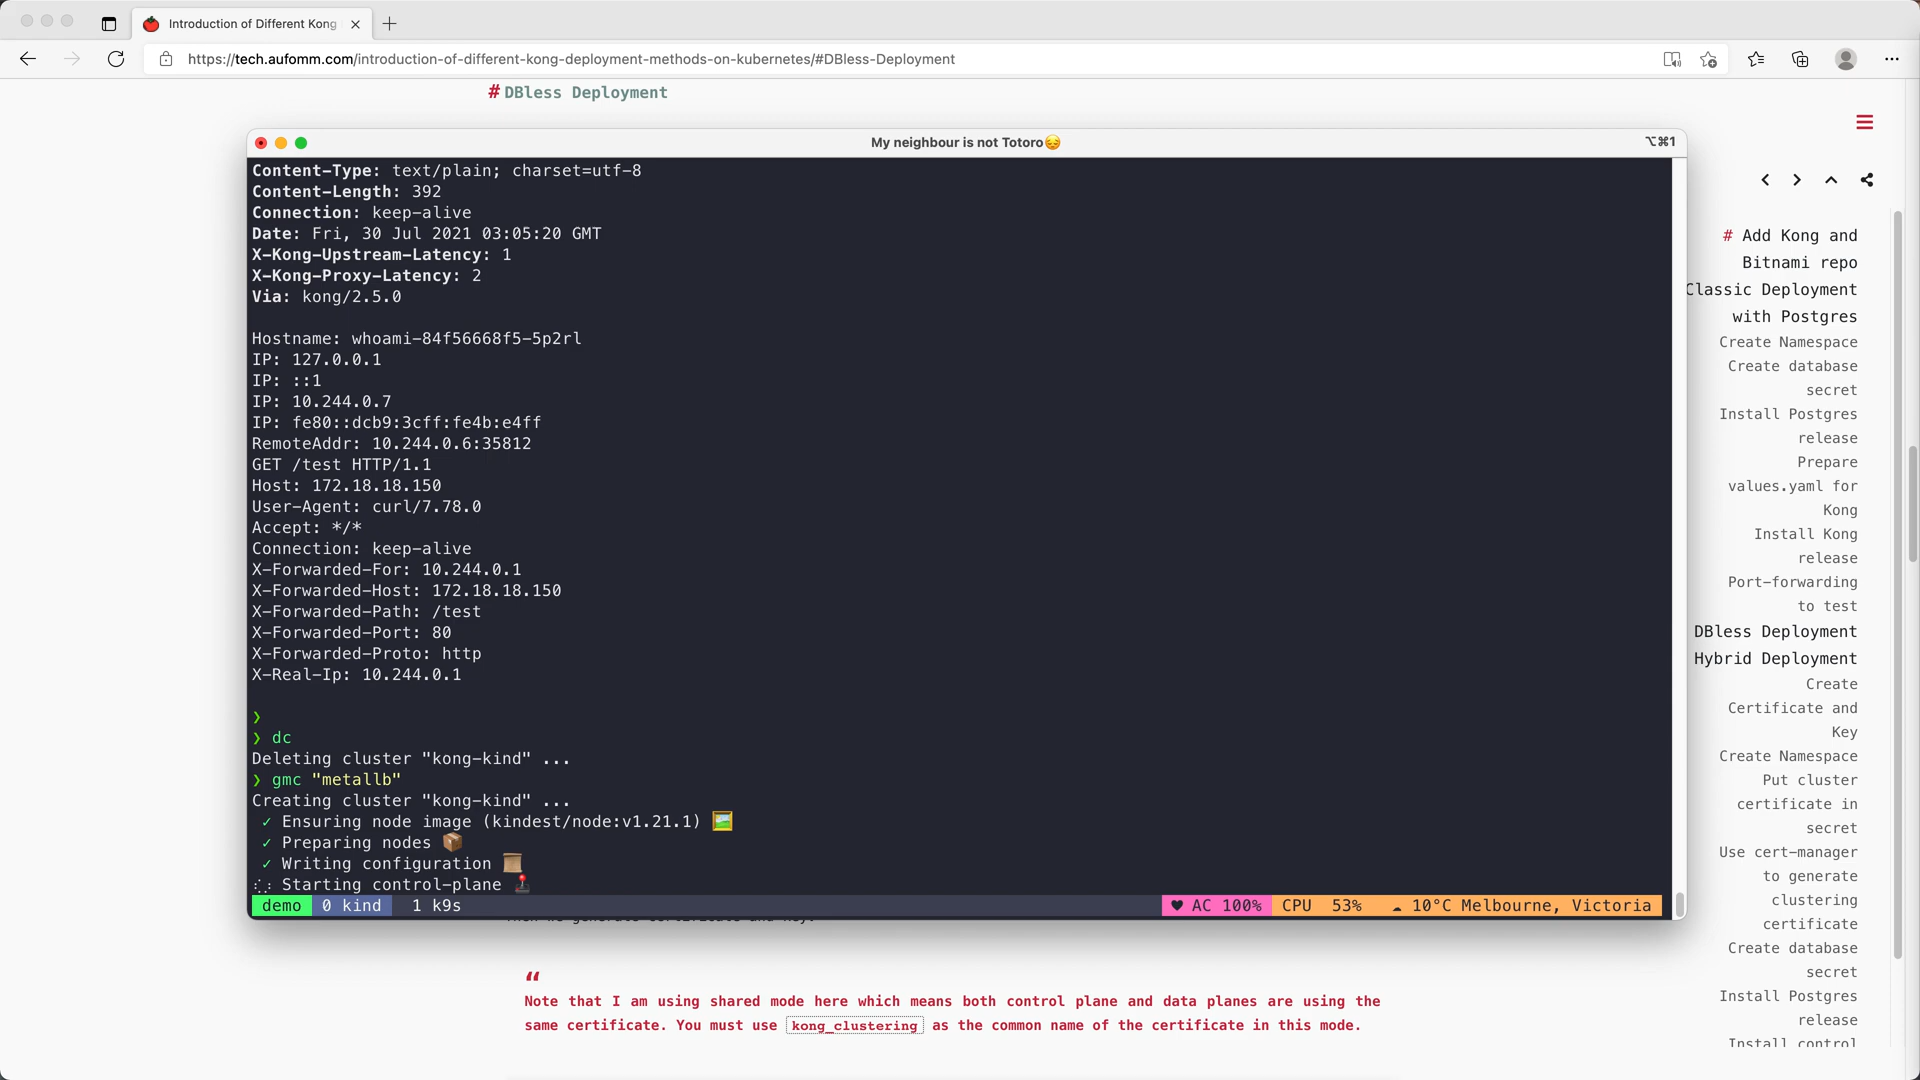 Introduction of Different Kong
https://tech.aufomm.com/introduction-of-different-kong-deployment-methods-on-kubernetes/#DBless-Deployment
# DBless Deployment
My neighbour is not Totoro😔
⌥⌘1
Content-Type: text/plain; charset=utf-8
Content-Length: 392
Connection: keep-alive
Date: Fri, 30 Jul 2021 03:05:20 GMT
X-Kong-Upstream-Latency: 1
X-Kong-Proxy-Latency: 2
Via: kong/2.5.0
Hostname: whoami-84f56668f5-5p2rl
IP: 127.0.0.1
IP: ::1
IP: 10.244.0.7
IP: fe80::dcb9:3cff:fe4b:e4ff
RemoteAddr: 10.244.0.6:35812
GET /test HTTP/1.1
Host: 172.18.18.150
User-Agent: curl/7.78.0
Accept: */*
Connection: keep-alive
X-Forwarded-For: 10.244.0.1
X-Forwarded-Host: 172.18.18.150
X-Forwarded-Path: /test
X-Forwarded-Port: 80
X-Forwarded-Proto: http
X-Real-Ip: 10.244.0.1
❯
❯ dc
Deleting cluster "kong-kind" ...
❯ gmc "metallb"
Creating cluster "kong-kind" ...
✓ Ensuring node image (kindest/node:v1.21.1) 🖼
✓ Preparing nodes 📦
✓ Writing configuration 📜
Starting control-plane 🕹
demo 0 kind 1 k9s ♥ AC 100% CPU 53% ☁ 10°C Melbourne, Victoria
“
Note that I am using shared mode here which means both control plane and data planes are using the
same certificate. You must use kong_clustering as the common name of the certificate in this mode.
# Add Kong and
Bitnami repo
Classic Deployment
with Postgres
Create Namespace
Create database
secret
Install Postgres
release
Prepare
values.yaml for
Kong
Install Kong
release
Port-forwarding
to test
DBless Deployment
Hybrid Deployment
Create
Certificate and
Key
Create Namespace
Put cluster
certificate in
secret
Use cert-manager
to generate
clustering
certificate
Create database
secret
Install Postgres
release
Install control